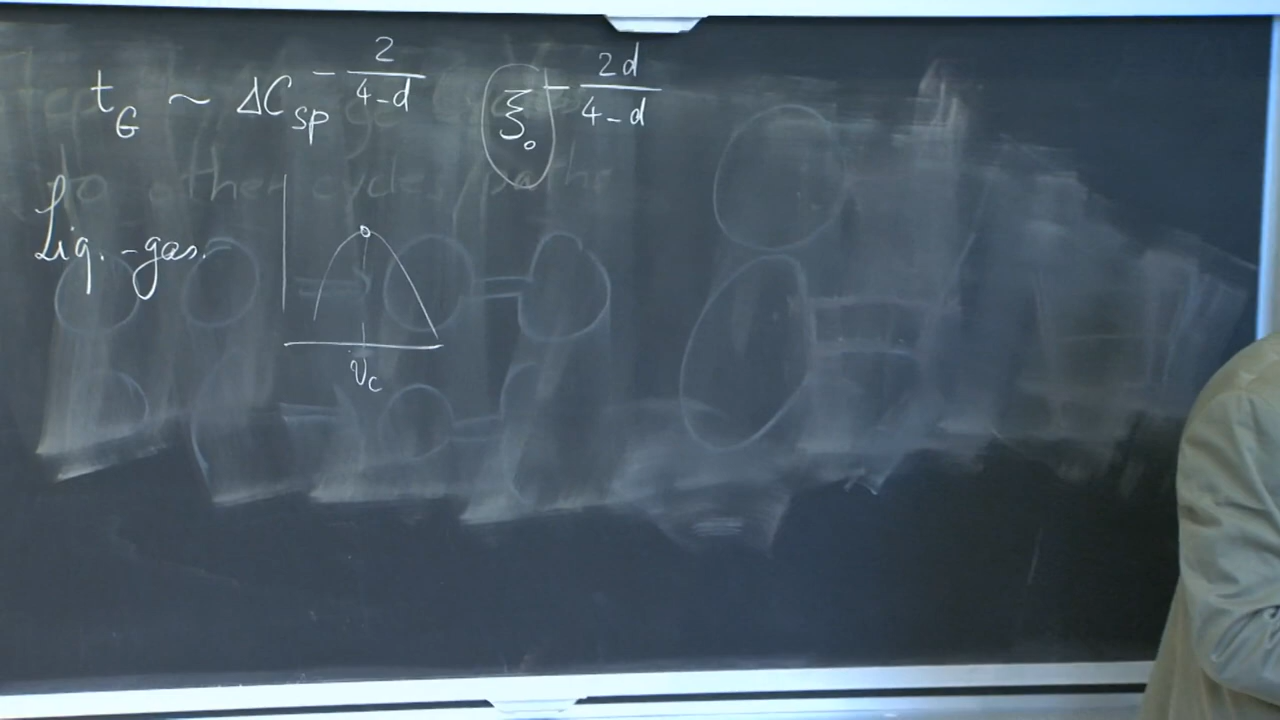 t_G ~ ΔC_sp^{-2/(4-d)} ξ_0^{-2d/(4-d)}
Liq.-gas.
v_c